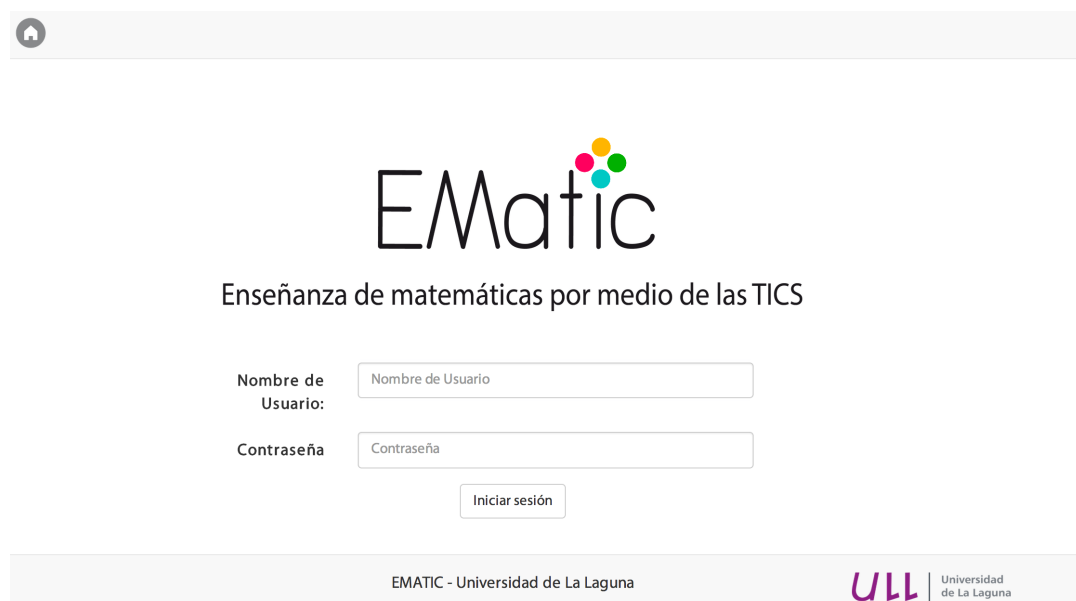 EMatic
Enseñanza de matemáticas por medio de las TICS
Nombre de
Usuario:
Nombre de Usuario
Contraseña
Contraseña
Iniciar sesión
EMATIC - Universidad de La Laguna
ULL
Universidad
de La Laguna